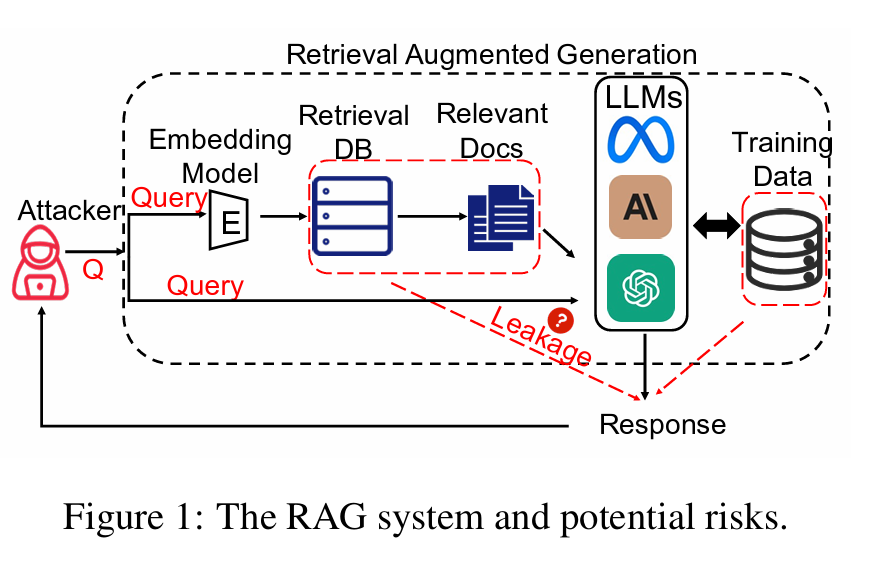 Retrieval Augmented Generation
LLMs
Retrieval
DB
Relevant
Docs
Embedding
Model
Training
Data
Attacker
Query
E
A\
Q
Query
?
Leakage
Response
Figure 1: The RAG system and potential risks.